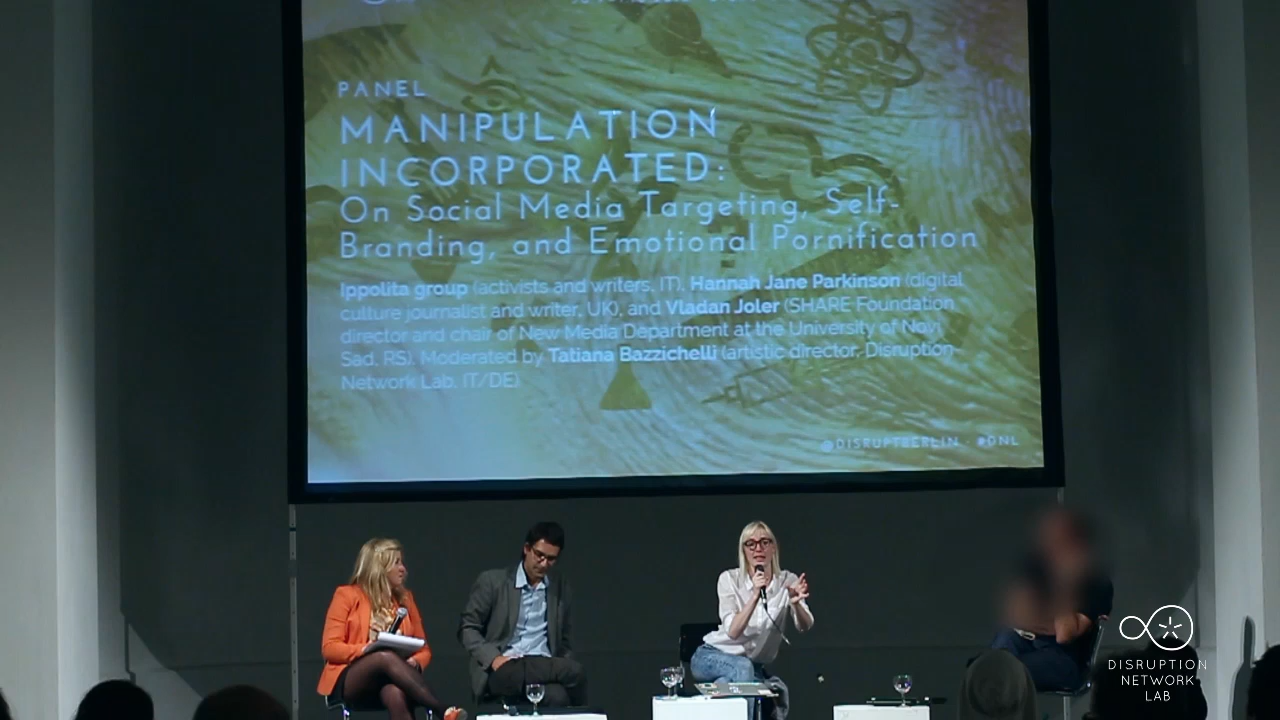 PANEL
MANIPULATION
INCORPORATED:
On Social Media Targeting, Self-
Branding, and Emotional Pornification
Ippolita group (activists and writers, IT), Hannah Jane Parkinson (digital
culture journalist and writer, UK), and Vladan Joler (SHARE Foundation
director and chair of New Media Department at the University of Novi
Sad, RS). Moderated by Tatiana Bazzichelli (artistic director, Disruption
Network Lab, IT/DE)
@DISRUPTBERLIN · #DNL
DISRUPTION
NETWORK
LAB